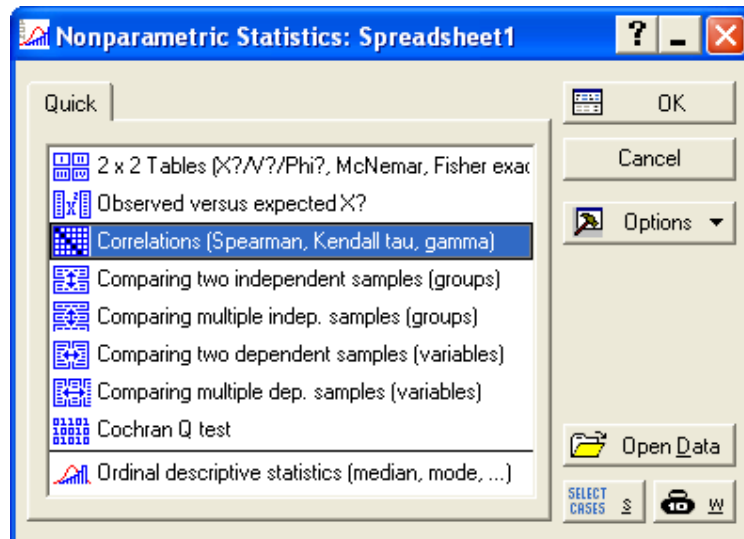 Nonparametric Statistics: Spreadsheet1
Quick
2 x 2 Tables (X?/V?/Phi?, McNemar, Fisher exac
Observed versus expected X?
Correlations (Spearman, Kendall tau, gamma)
Comparing two independent samples (groups)
Comparing multiple indep. samples (groups)
Comparing two dependent samples (variables)
Comparing multiple dep. samples (variables)
Cochran Q test
Ordinal descriptive statistics (median, mode, ...)
OK
Cancel
Options
Open Data
SELECT
CASES S
W